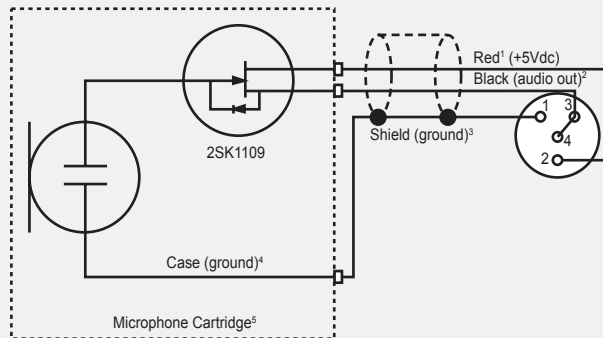 Red¹ (+5Vdc)
Black (audio out)²
1
3
4
2
Shield (ground)³
2SK1109
Case (ground)⁴
Microphone Cartridge⁵